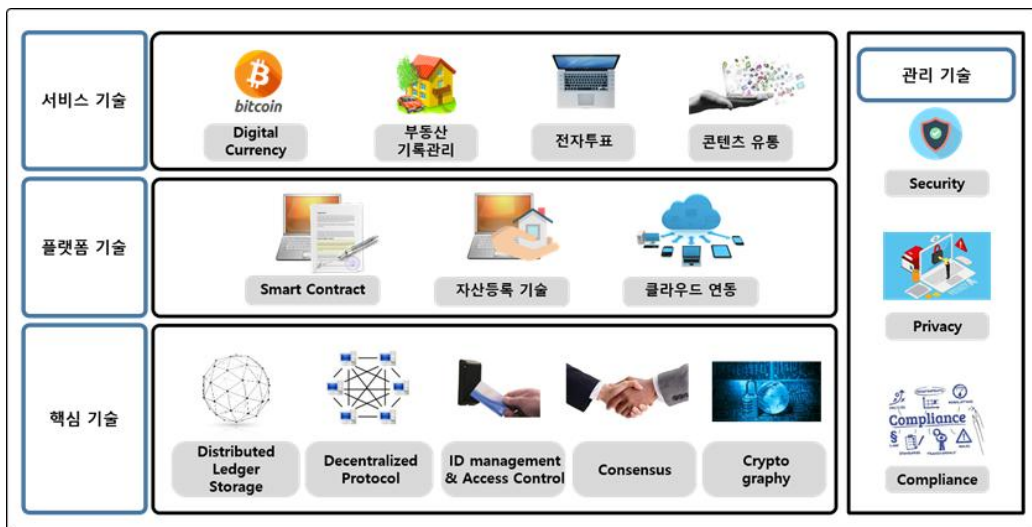 서비스 기술
bitcoin
Digital
Currency
부동산
기록관리
전자투표
콘텐츠 유통
플랫폼 기술
Smart Contract
자산등록 기술
클라우드 연동
핵심 기술
Distributed
Ledger
Storage
Decentralized
Protocol
ID management
& Access Control
Consensus
Crypto
graphy
관리 기술
Security
Privacy
Compliance
Compliance